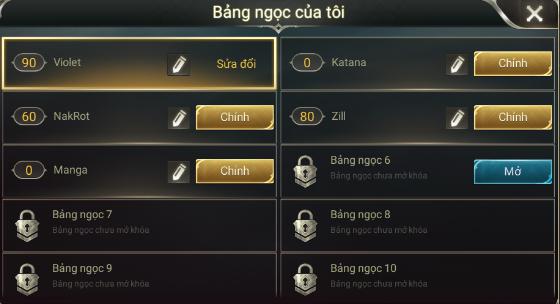 Bảng ngọc của tôi
90 Violet Sửa đổi
0 Katana Chính
60 NakRot Chính
80 Zill Chính
0 Manga Chính
Bảng ngọc 6
Bảng ngọc chưa mở khóa
Mở
Bảng ngọc 7
Bảng ngọc chưa mở khóa
Bảng ngọc 8
Bảng ngọc chưa mở khóa
Bảng ngọc 9
Bảng ngọc chưa mở khóa
Bảng ngọc 10
Bảng ngọc chưa mở khóa